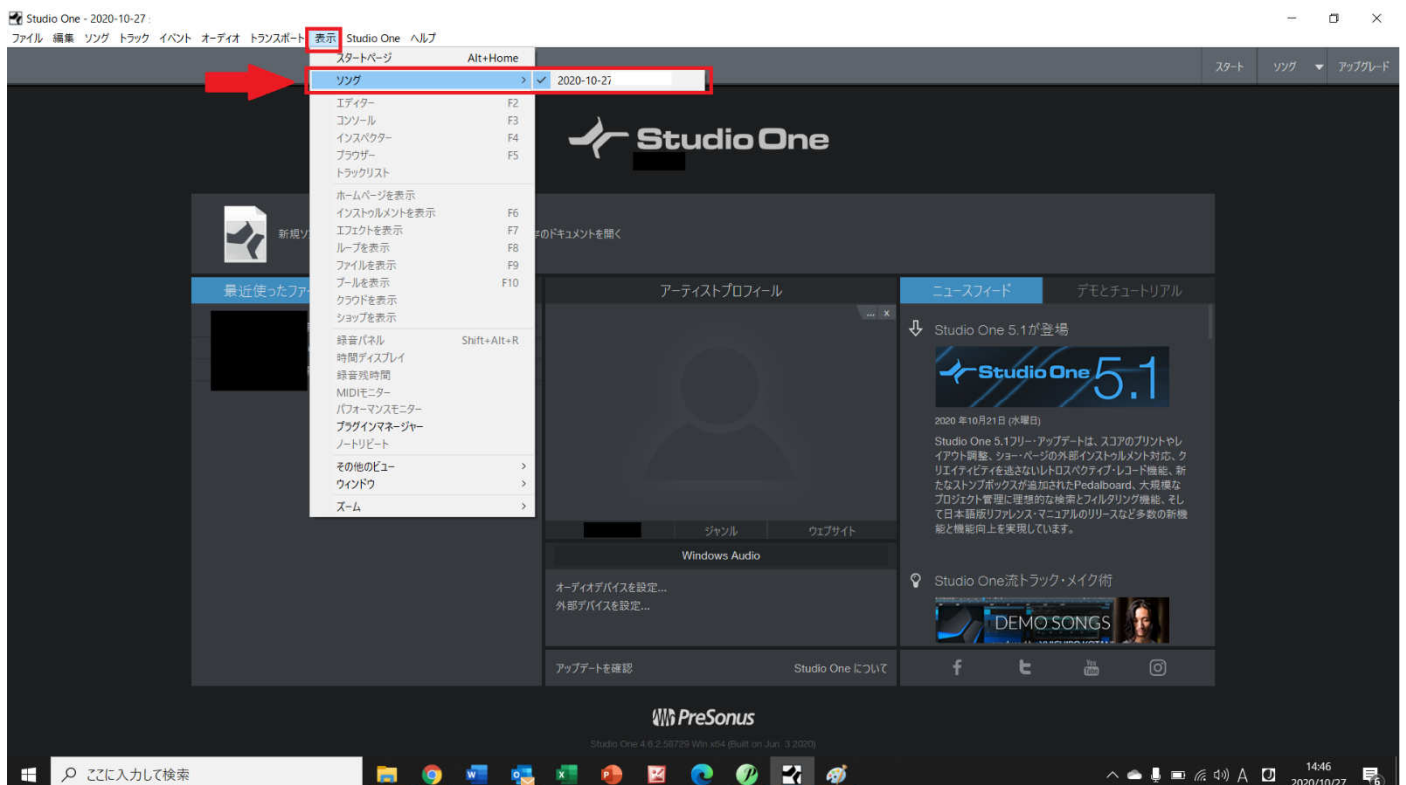 Studio One - 2020-10-27
ファイル 編集 ソング トラック イベント オーディオ トランスポート 表示 Studio One ヘルプ
スタート ソング アップグレード
スタートページ Alt+Home
ソング 2020-10-27
エディター F2
コンソール F3
インスペクター F4
ブラウザー F5
トラックリスト
ホームページを表示
インストゥルメントを表示 F6
エフェクトを表示 F7
ループを表示 F8
ファイルを表示 F9
プールを表示 F10
クラウドを表示
ショップを表示
録音パネル Shift+Alt+R
時間ディスプレイ
録音残時間
MIDIモニター
パフォーマンスモニター
プラグインマネージャー
ノートリピート
その他のビュー
ウィンドウ
ズーム
Studio One
新規ソ
のドキュメントを開く
最近使ったファ
アーティストプロフィール
... x
ジャンル ウェブサイト
Windows Audio
オーディオデバイスを設定...
外部デバイスを設定...
アップデートを確認 Studio One について
ニュースフィード デモとチュートリアル
Studio One 5.1が登場
Studio One 5.1
2020 年10月21日 (水曜日)
Studio One 5.1フリー・アップデートは、スコアのプリントやレ
イアウト調整、ショー・ページの外部インストゥルメント対応、ク
リエイティビティを逃さないレトロスペクティブ・レコード機能、新
たなストンプボックスが追加されたPedalboard、大規模な
プロジェクト管理に理想的な検索とフィルタリング機能、そし
て日本語版リファレンス・マニュアルのリリースなど多数の新機
能と機能向上を実現しています。
Studio One流トラック・メイク術
DEMO SONGS
You Tube
PreSonus
Studio One 4.6.2.58729 Win x64 (Built on Jun 3 2020)
ここに入力して検索
A
14:46
2020/10/27
6